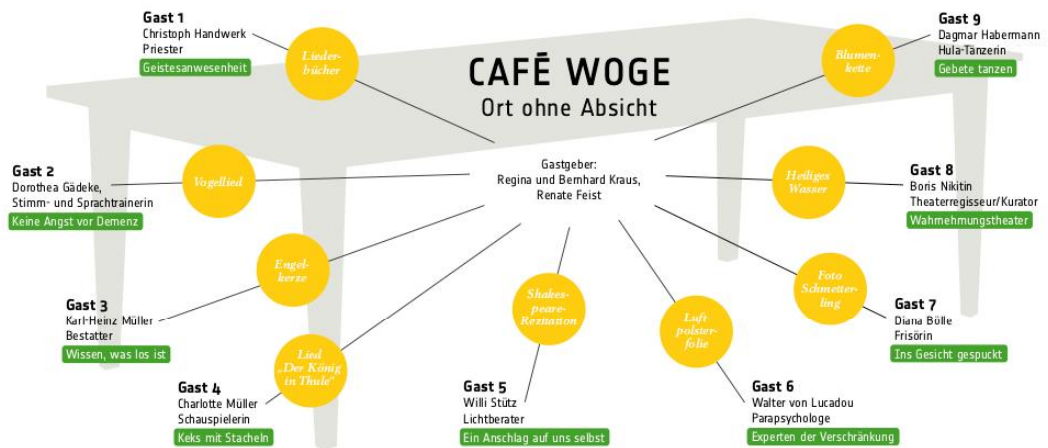 CAFÉ WOGE
Ort ohne Absicht
Gastgeber:
Regina und Bernhard Kraus,
Renate Feist
Gast 1
Christoph Handwerk
Priester
Geistesanwesenheit
Lieder-
bücher
Gast 2
Dorothea Gädeke,
Stimm- und Sprachtrainerin
Keine Angst vor Demenz
Vogellied
Gast 3
Karl-Heinz Müller
Bestatter
Wissen, was los ist
Engel-
kerze
Gast 4
Charlotte Müller
Schauspielerin
Keks mit Stacheln
Lied
„Der König
in Thule“
Gast 5
Willi Stütz
Lichtberater
Ein Anschlag auf uns selbst
Shakes-
peare-
Rezitation
Gast 6
Walter von Lucadou
Parapsychologe
Experten der Verschränkung
Luft-
polster-
folie
Gast 7
Diana Bölle
Frisörin
Ins Gesicht gespuckt
Foto
Schmetter-
ling
Gast 8
Boris Nikitin
Theaterregisseur/Kurator
Wahrnehmungstheater
Heiliges
Wasser
Gast 9
Dagmar Habermann
Hula-Tänzerin
Gebete tanzen
Blumen-
kette